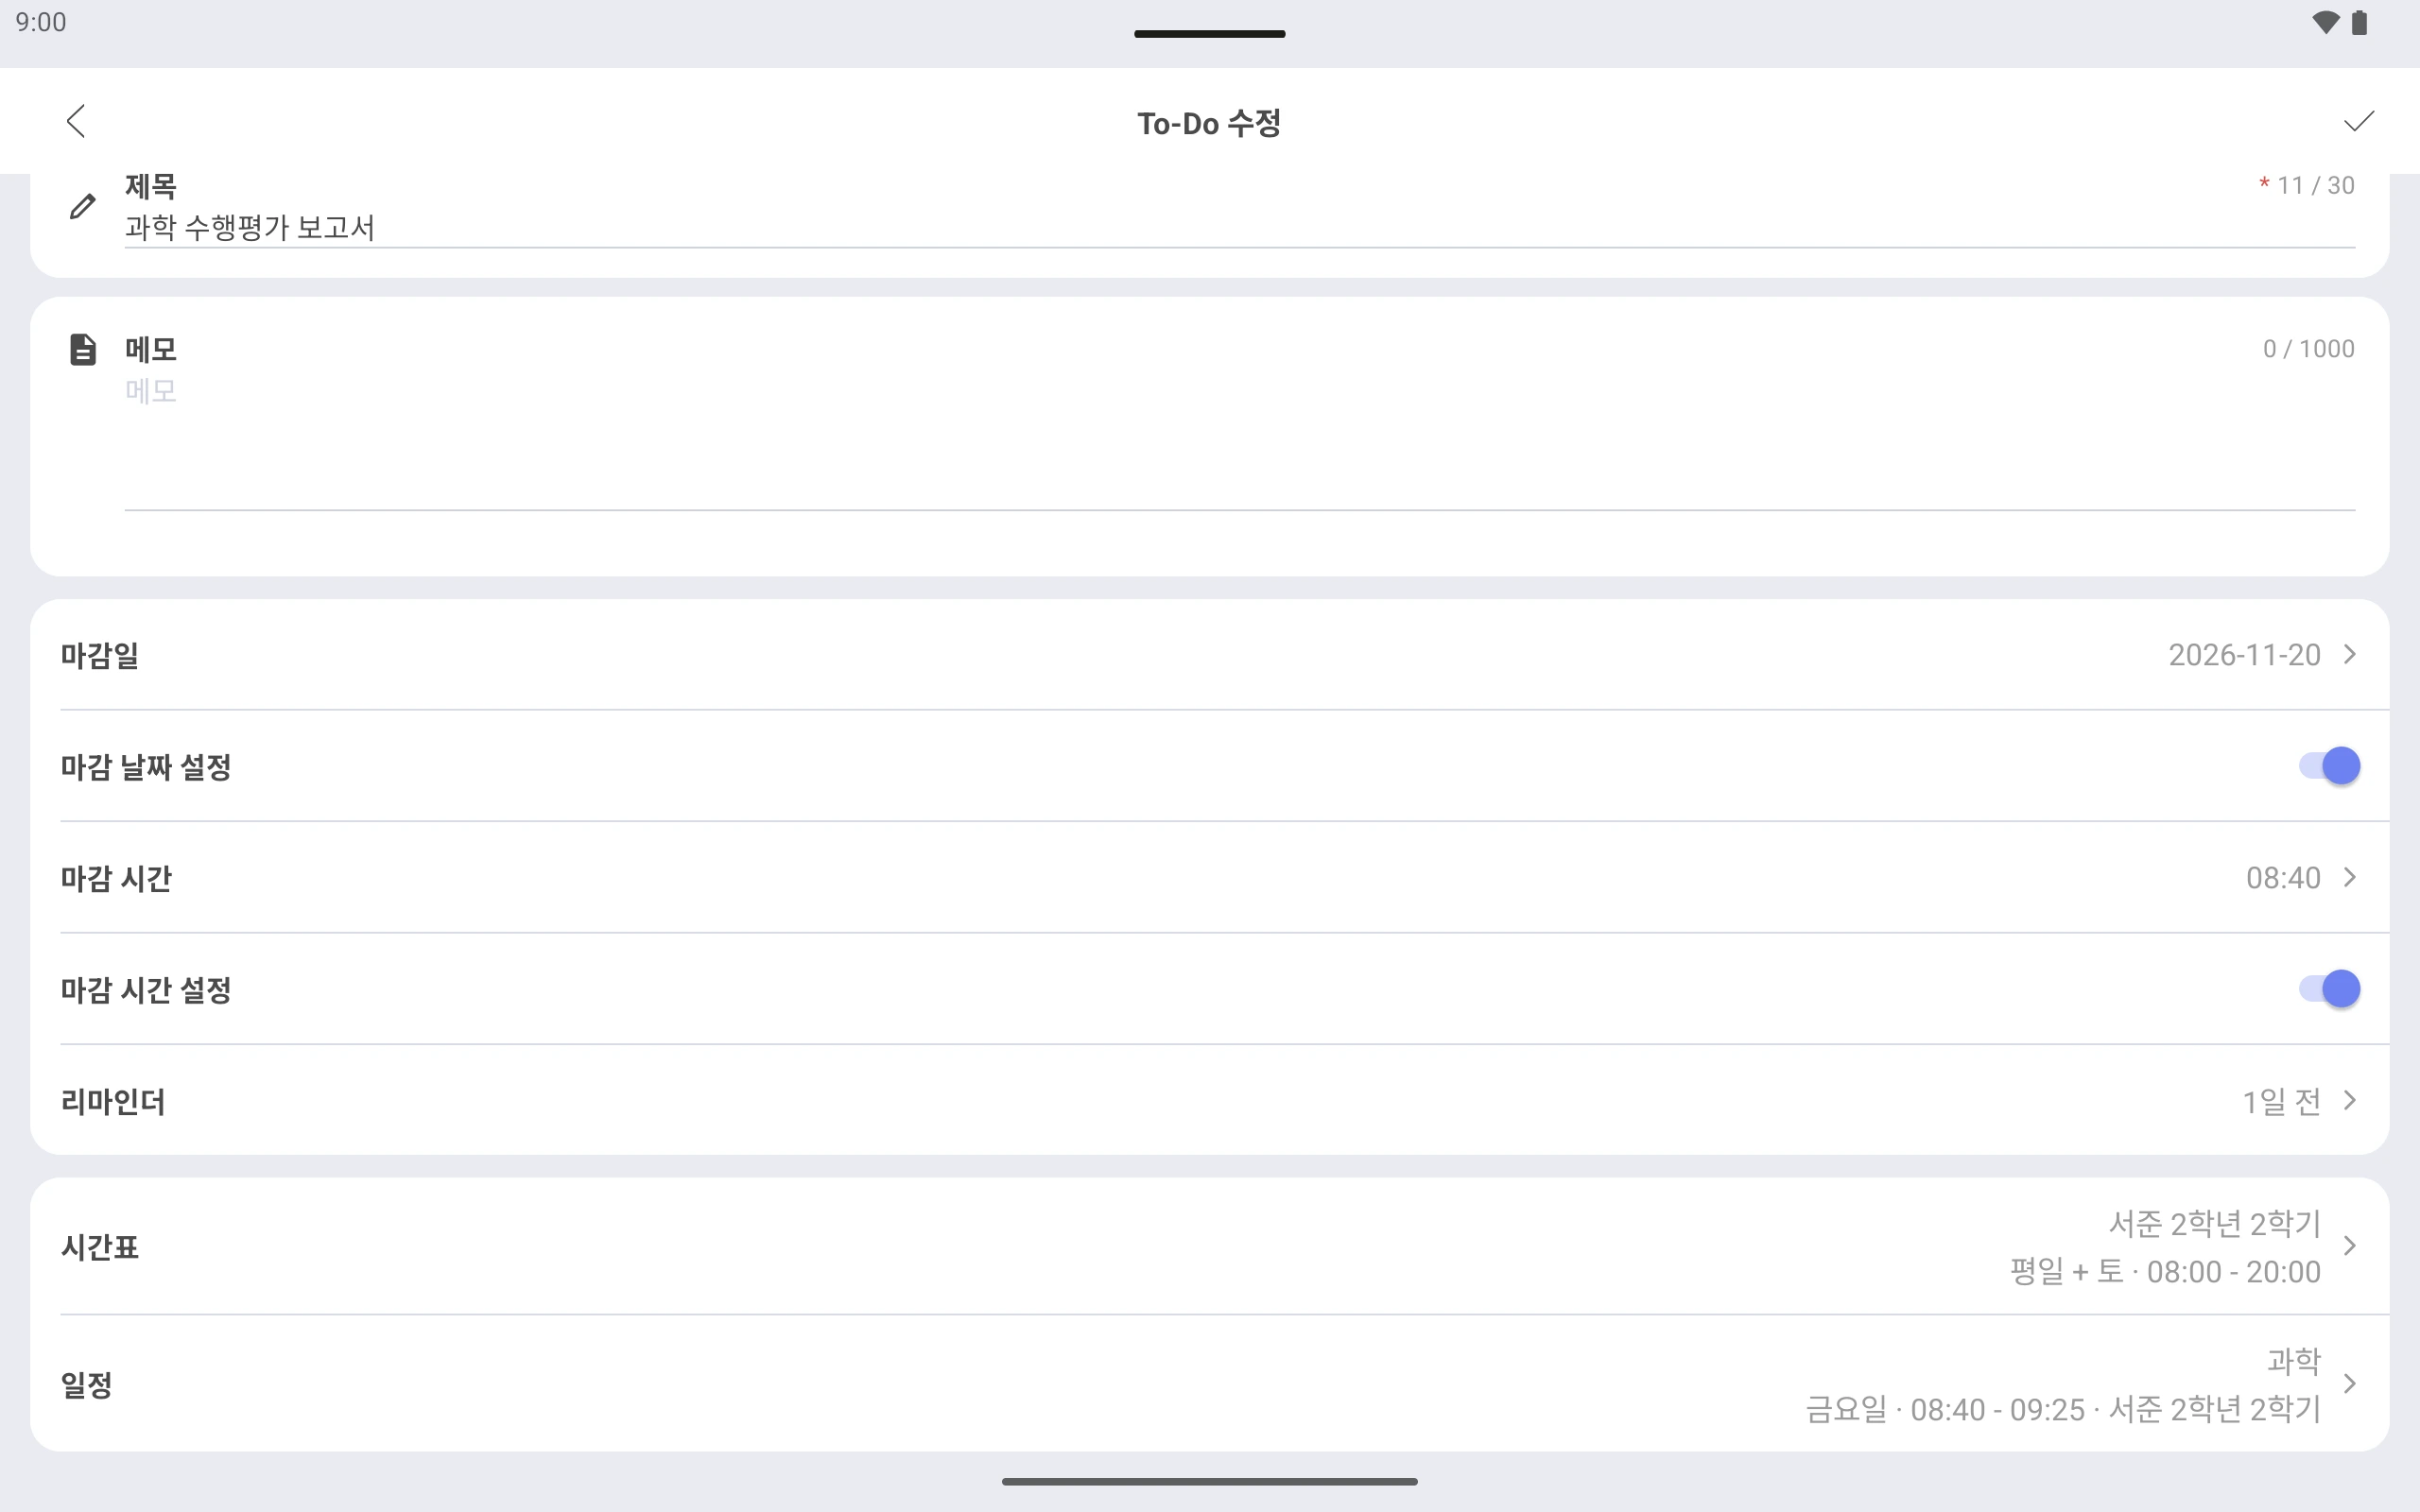 9:00
To-Do 수정
제목
* 11 / 30
과학 수행평가 보고서
메모
0 / 1000
메모
마감일
2026-11-20
마감 날짜 설정
마감 시간
08:40
마감 시간 설정
리마인더
1일 전
시간표
서준 2학년 2학기
평일 + 토 · 08:00 - 20:00
일정
과학
금요일 · 08:40 - 09:25 · 서준 2학년 2학기